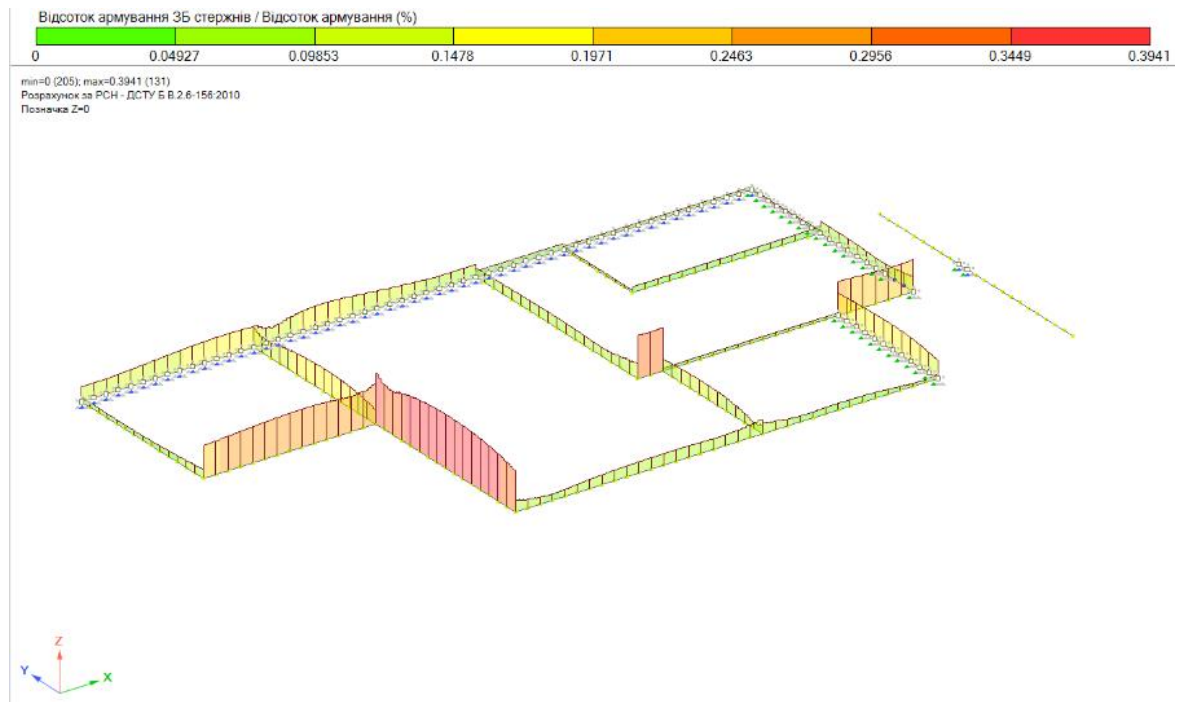 Відсоток армування ЗБ стержнів / Відсоток армування (%)
0 0.04927 0.09853 0.1478 0.1971 0.2463 0.2956 0.3449 0.3941
min=0 (205); max=0.3941 (131)
Розрахунок за РСН - ДСТУ Б В.2.6-156:2010
Позначка Z=0
Z
Y
X